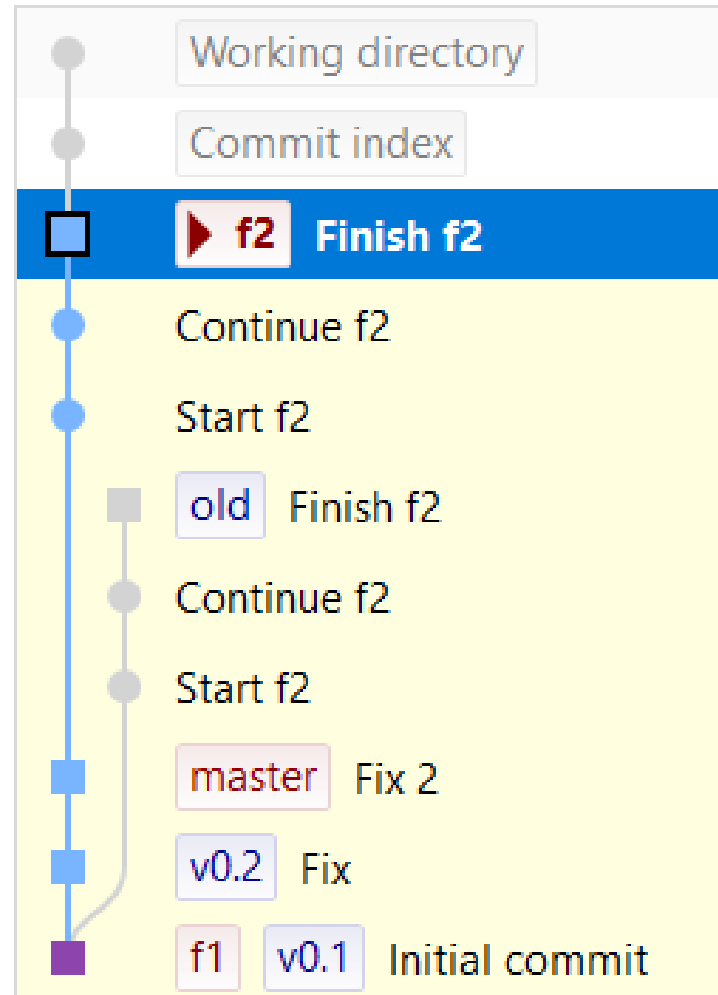 Working directory
Commit index
f2 Finish f2
Continue f2
Start f2
old Finish f2
Continue f2
Start f2
master Fix 2
v0.2 Fix
f1 v0.1 Initial commit